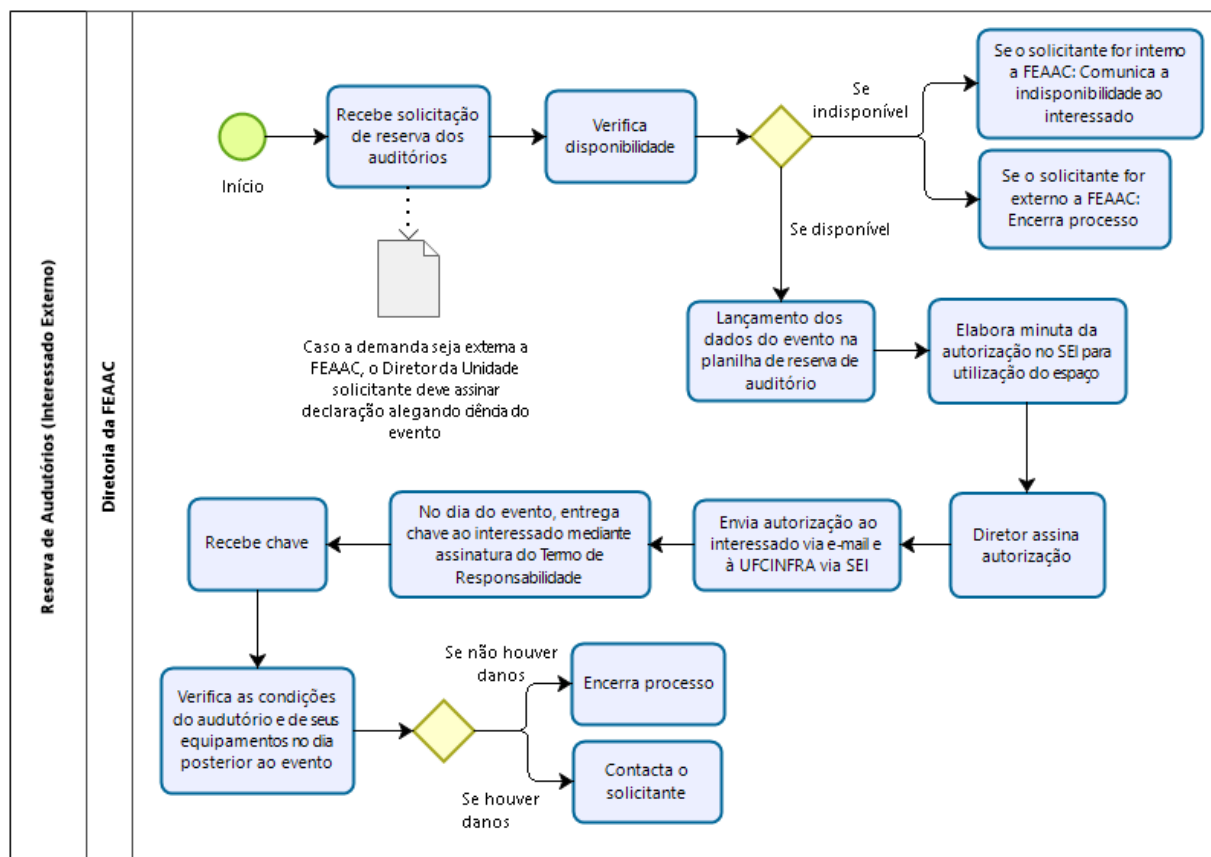 Reserva de Audutórios (Interessado Externo)
Diretoria da FEAAC
Início
Recebe solicitação
de reserva dos
auditórios
Caso a demanda seja externa a
FEAAC, o Diretor da Unidade
solicitante deve assinar
declaração alegando ciência do
evento
Verifica
disponibilidade
Se
indisponível
Se o solicitante for interno
a FEAAC: Comunica a
indisponibilidade ao
interessado
Se o solicitante for
externo a FEAAC:
Encerra processo
Se disponível
Lançamento dos
dados do evento na
planilha de reserva de
auditório
Elabora minuta da
autorização no SEI para
utilização do espaço
Diretor assina
autorização
Envia autorização ao
interessado via e-mail e
à UFCINFRA via SEI
No dia do evento, entrega
chave ao interessado mediante
assinatura do Termo de
Responsabilidade
Recebe chave
Verifica as condições
do audutório e de seus
equipamentos no dia
posterior ao evento
Se não houver
danos
Encerra processo
Se houver
danos
Contacta o
solicitante